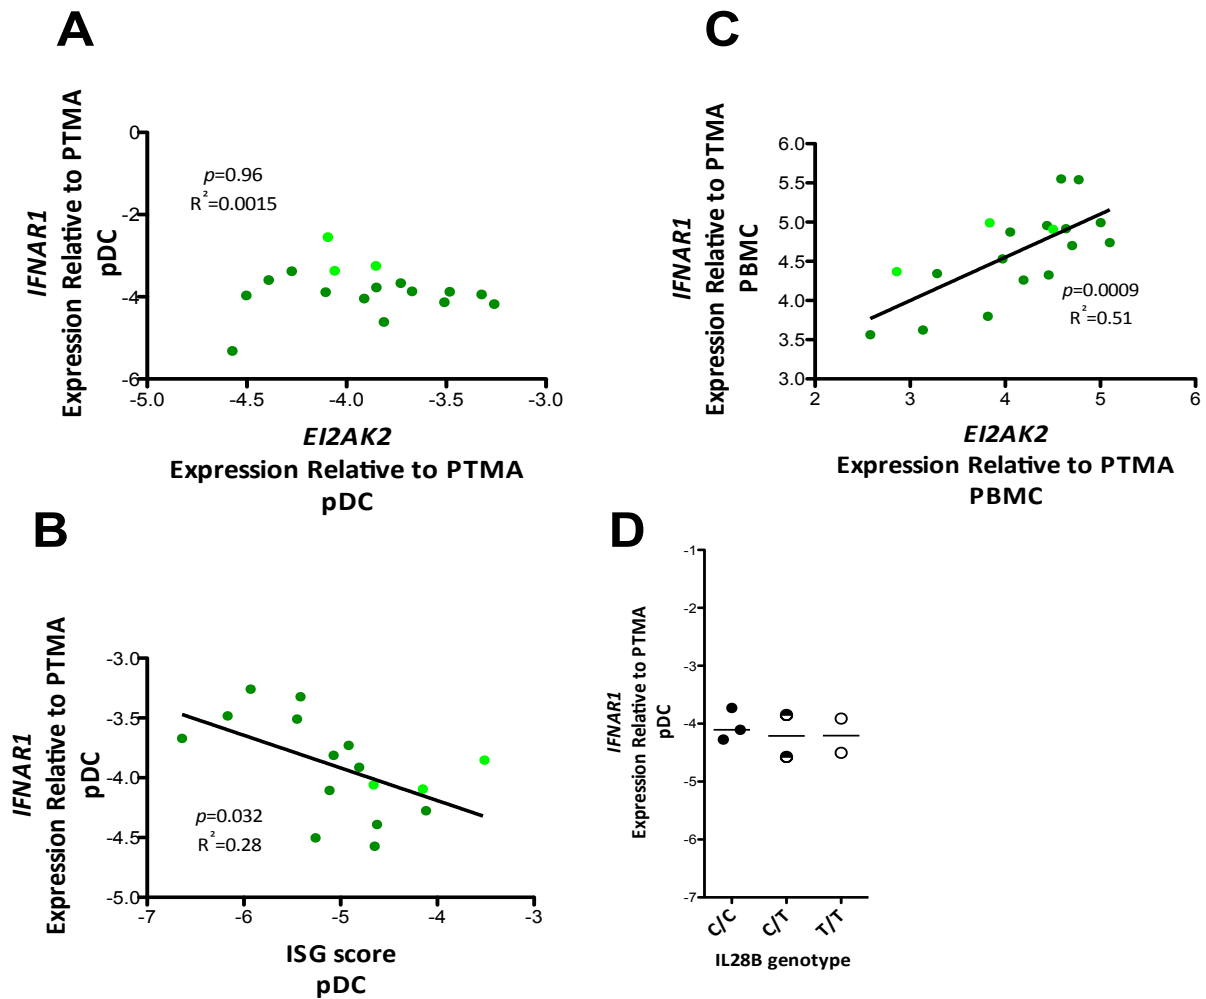 A
IFNAR1
Expression Relative to PTMA
pDC
0
-2
-4
-6
p=0.96
R²=0.0015
-5.0 -4.5 -4.0 -3.5 -3.0
EI2AK2
Expression Relative to PTMA
pDC
C
IFNAR1
Expression Relative to PTMA
PBMC
6.0
5.5
5.0
4.5
4.0
3.5
3.0
p=0.0009
R²=0.51
2 3 4 5 6
EI2AK2
Expression Relative to PTMA
PBMC
B
IFNAR1
Expression Relative to PTMA
pDC
-3.0
-3.5
-4.0
-4.5
-5.0
p=0.032
R²=0.28
-7 -6 -5 -4 -3
ISG score
pDC
D
IFNAR1
Expression Relative to PTMA
pDC
-1
-2
-3
-4
-5
-6
-7
C/C C/T T/T
IL28B genotype